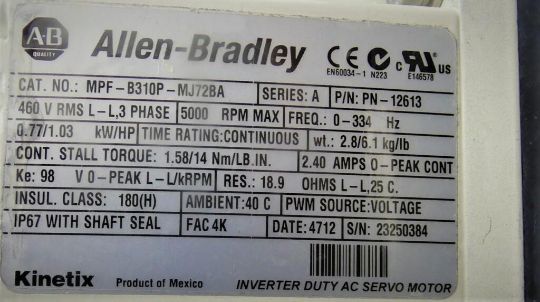 A-B
QUALITY
Allen-Bradley
CE
EN60034-1 N223
c RU US
E146578
CAT. NO.: MPF-B310P-MJ72BA SERIES: A P/N: PN-12613
460 V RMS L-L,3 PHASE 5000 RPM MAX FREQ.: 0-334 Hz
0.77/1.03 kW/HP TIME RATING:CONTINUOUS wt.: 2.8/6.1 kg/lb
CONT. STALL TORQUE: 1.58/14 Nm/LB.IN. 2.40 AMPS 0-PEAK CONT
Ke: 98 V 0-PEAK L-L/kRPM RES.: 18.9 OHMS L-L,25 C.
INSUL. CLASS: 180(H) AMBIENT:40 C PWM SOURCE:VOLTAGE
IP67 WITH SHAFT SEAL FAC 4K DATE: 4712 S/N: 23250384
Kinetix Product of Mexico INVERTER DUTY AC SERVO MOTOR